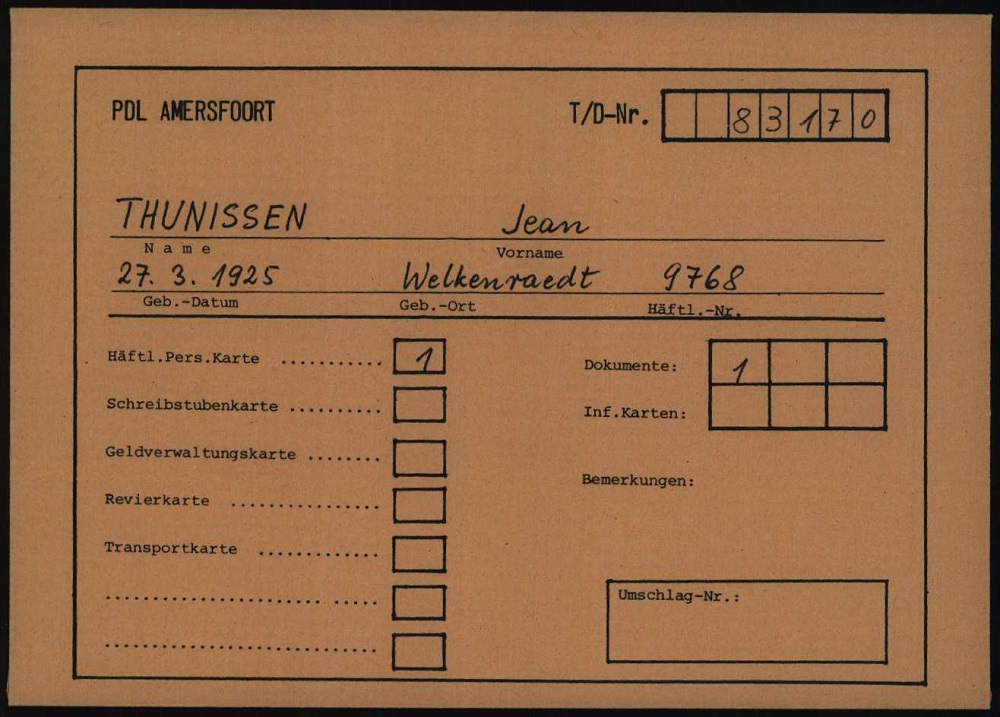 PDL AMERSFOORT T/D-Nr. 83170
THUNISSEN Jean
Name Vorname
27. 3. 1925 Welkenraedt 9768
Geb.-Datum Geb.-Ort Häftl.-Nr.
Häftl.Pers.Karte .......... 1 Dokumente: 1
Schreibstubenkarte ..........
Inf.Karten:
Geldverwaltungskarte ........
Bemerkungen:
Revierkarte ................
Transportkarte .............
Umschlag-Nr.: